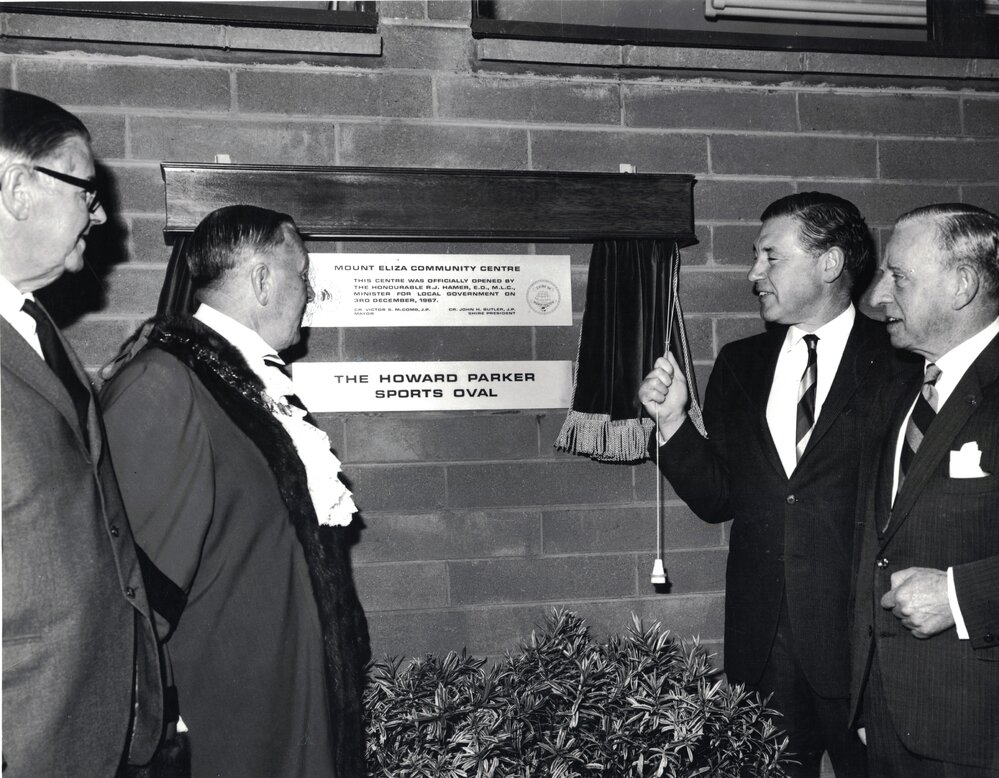 MOUNT ELIZA COMMUNITY CENTRE
THIS CENTRE WAS OFFICIALLY OPENED BY
THE HONOURABLE R.J. HAMER, E.D., M.L.C.,
MINISTER FOR LOCAL GOVERNMENT ON
3RD DECEMBER, 1967.
CR. VICTOR S. McCOMB, J.P. CR. JOHN H. BUTLER, J.P.
MAYOR SHIRE PRESIDENT
THE HOWARD PARKER
SPORTS OVAL